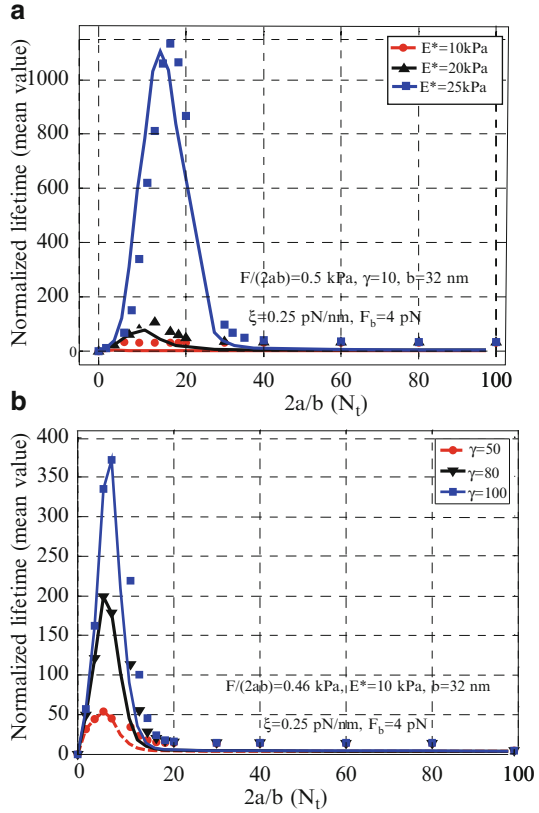 a
Normalized lifetime (mean value)
1000
800
600
400
200
0
E*=10kPa
E*=20kPa
E*=25kPa
F/(2ab)=0.5 kPa, γ=10, b=32 nm
ξ=0.25 pN/nm, F_b=4 pN
0 20 40 60 80 100
2a/b (N_t)
b
Normalized lifetime (mean value)
400
350
300
250
200
150
100
50
0
γ=50
γ=80
γ=100
F/(2ab)=0.46 kPa, E*=10 kPa, b=32 nm
ξ=0.25 pN/nm, F_b=4 pN
20 40 60 80 100
2a/b (N_t)